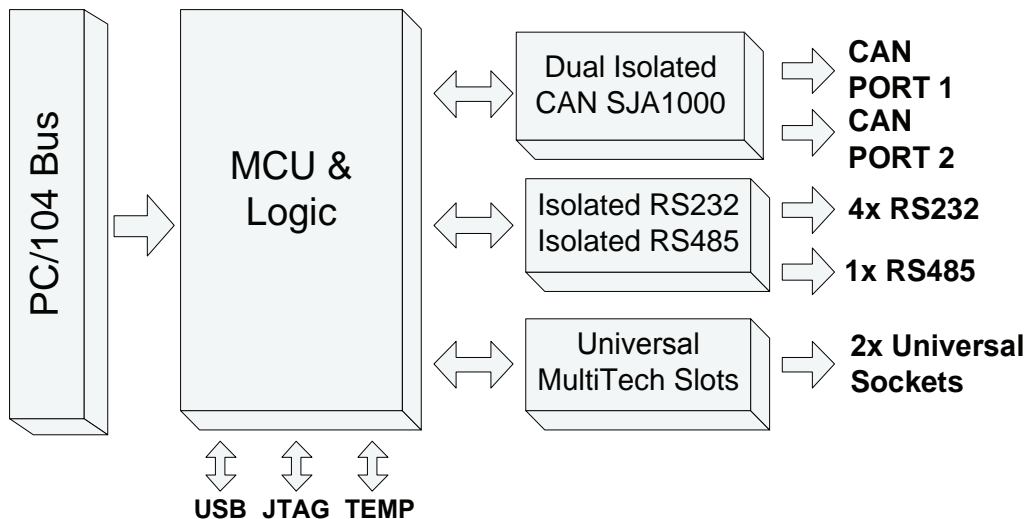 PC/104 Bus
MCU &
Logic
Dual Isolated
CAN SJA1000
CAN
PORT 1
CAN
PORT 2
Isolated RS232
Isolated RS485
4x RS232
1x RS485
Universal
MultiTech Slots
2x Universal
Sockets
USB JTAG TEMP